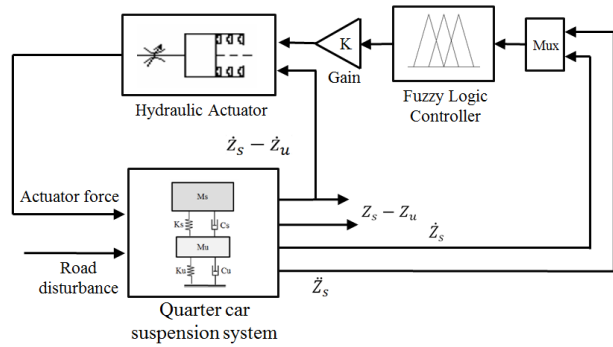 K
Mux
Gain
Hydraulic Actuator
Fuzzy Logic
Controller
Ż_s − Ż_u
Actuator force
Ms
Z_s − Z_u
Ks
Cs
Ż_s
Mu
Road
disturbance
Ku
Cu
Z̈_s
Quarter car
suspension system